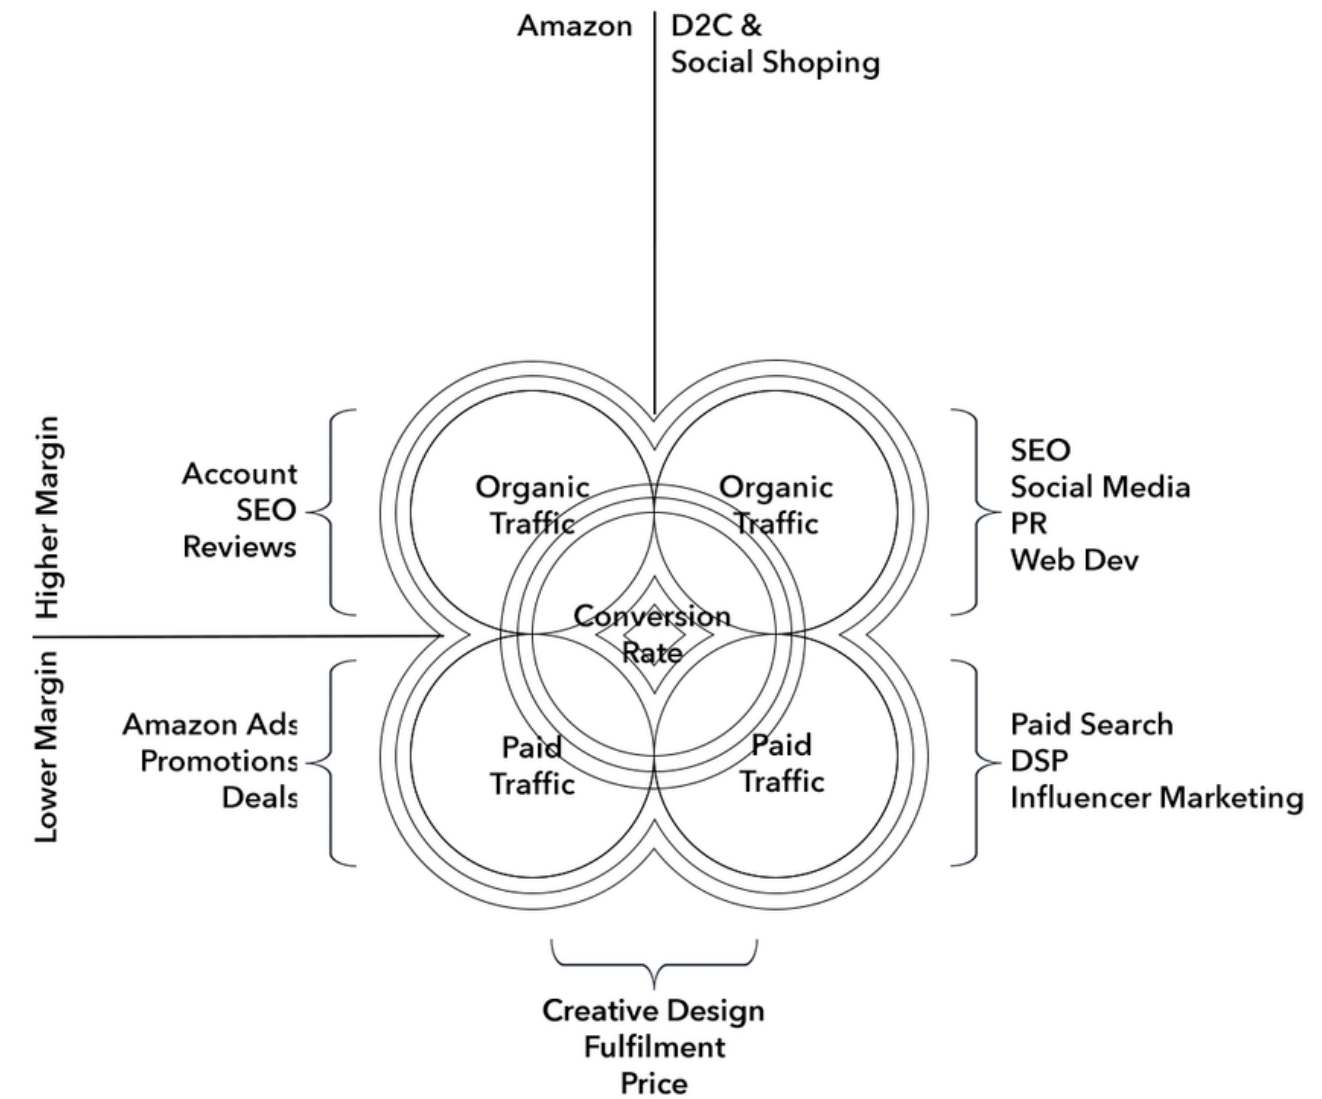 Amazon
D2C &
Social Shoping
Higher Margin
Account
SEO
Reviews
Organic
Traffic
Organic
Traffic
SEO
Social Media
PR
Web Dev
Conversion
Rate
Lower Margin
Amazon Ads
Promotions
Deals
Paid
Traffic
Paid
Traffic
Paid Search
DSP
Influencer Marketing
Creative Design
Fulfilment
Price